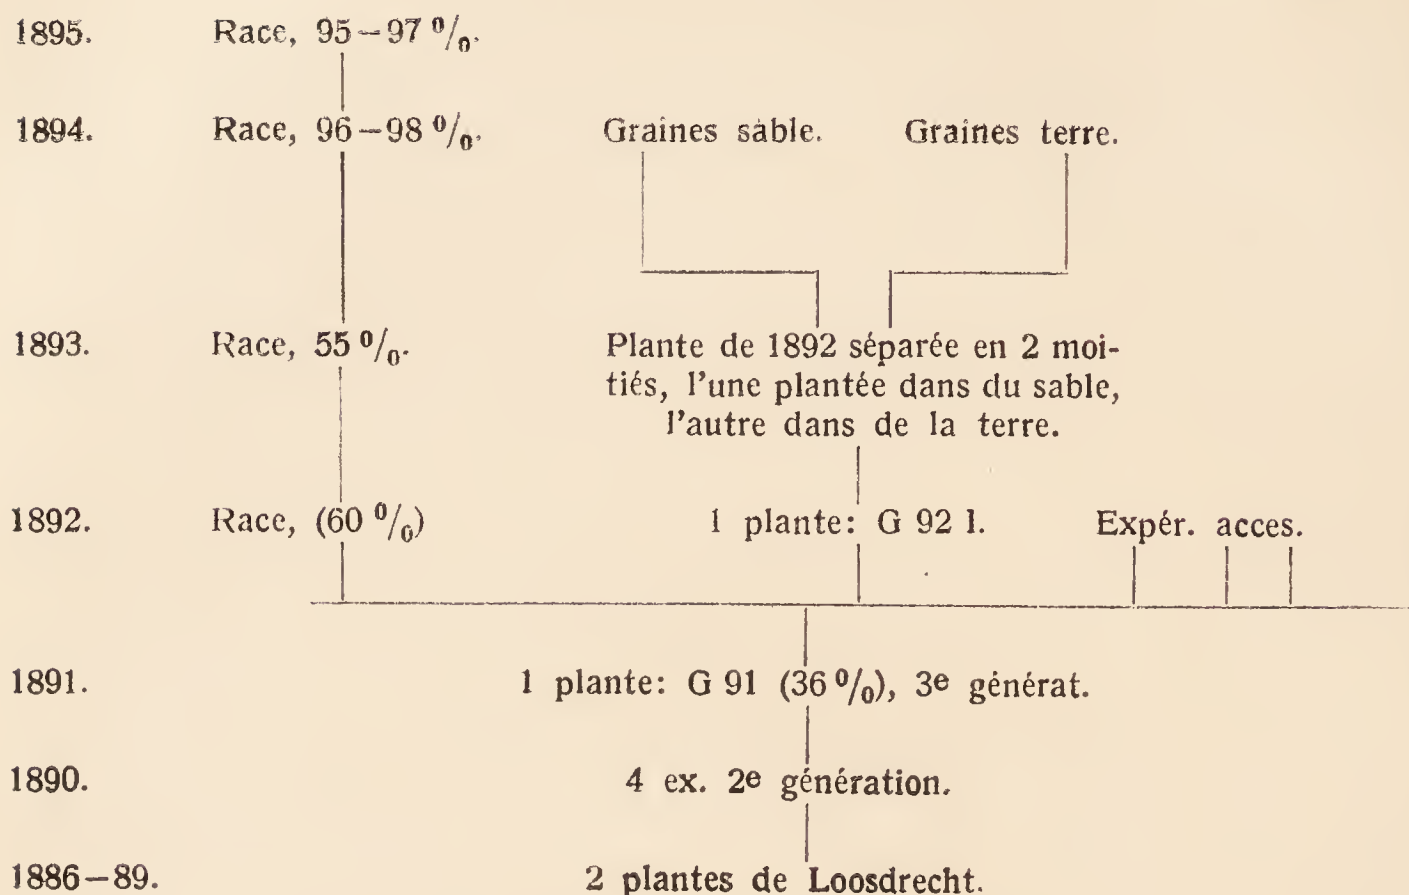 1895. Race, 95–97 %.
1894. Race, 96–98 %. Graines sable. Graines terre.
1893. Race, 55 %. Plante de 1892 séparée en 2 moi-
tiés, l'une plantée dans du sable,
l'autre dans de la terre.
1892. Race, (60 %) 1 plante: G 92 l. Expér. acces.
1891. 1 plante: G 91 (36 %), 3e générat.
1890. 4 ex. 2e génération.
1886–89. 2 plantes de Loosdrecht.